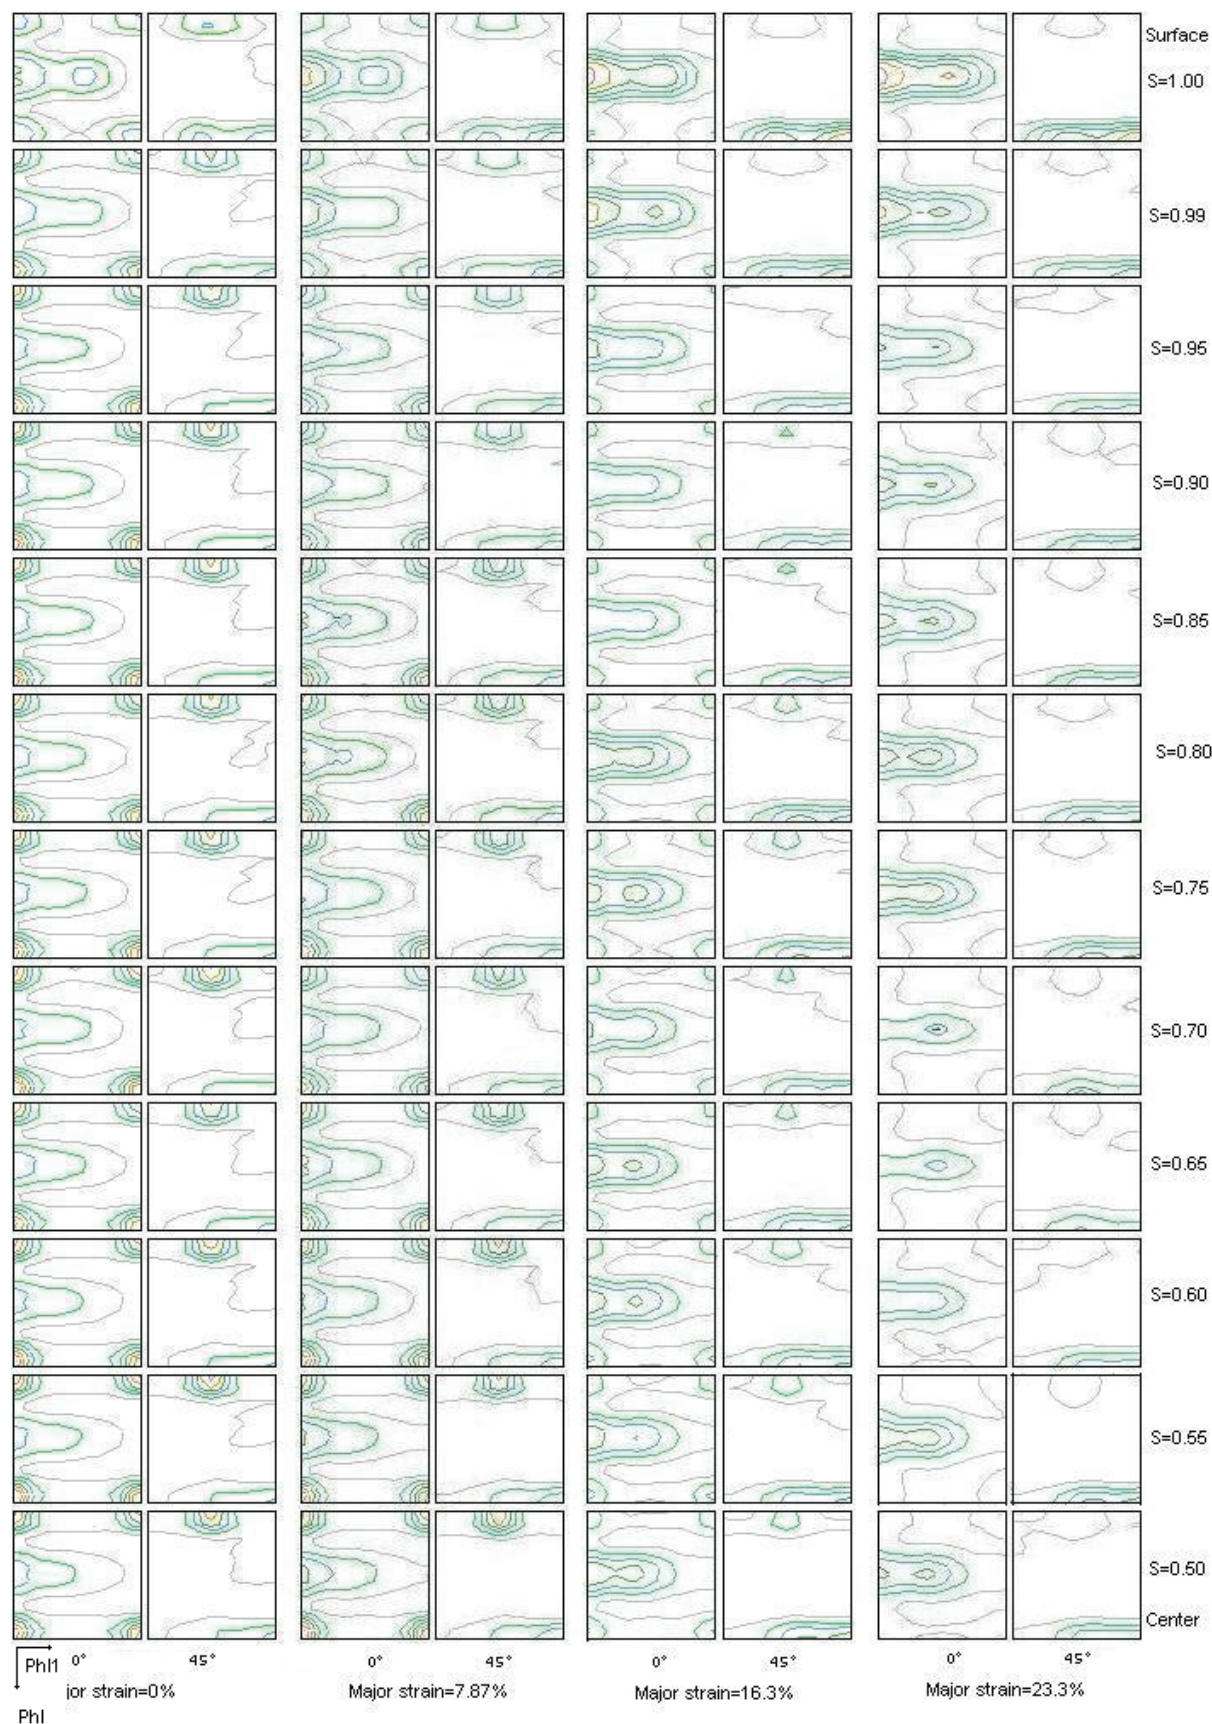 Surface
S=1.00
S=0.99
S=0.95
S=0.90
S=0.85
S=0.80
S=0.75
S=0.70
S=0.65
S=0.60
S=0.55
S=0.50
Center
PhI1 0° 45° 0° 45° 0° 45° 0° 45°
jor strain=0% Major strain=7.87% Major strain=16.3% Major strain=23.3%
PhI